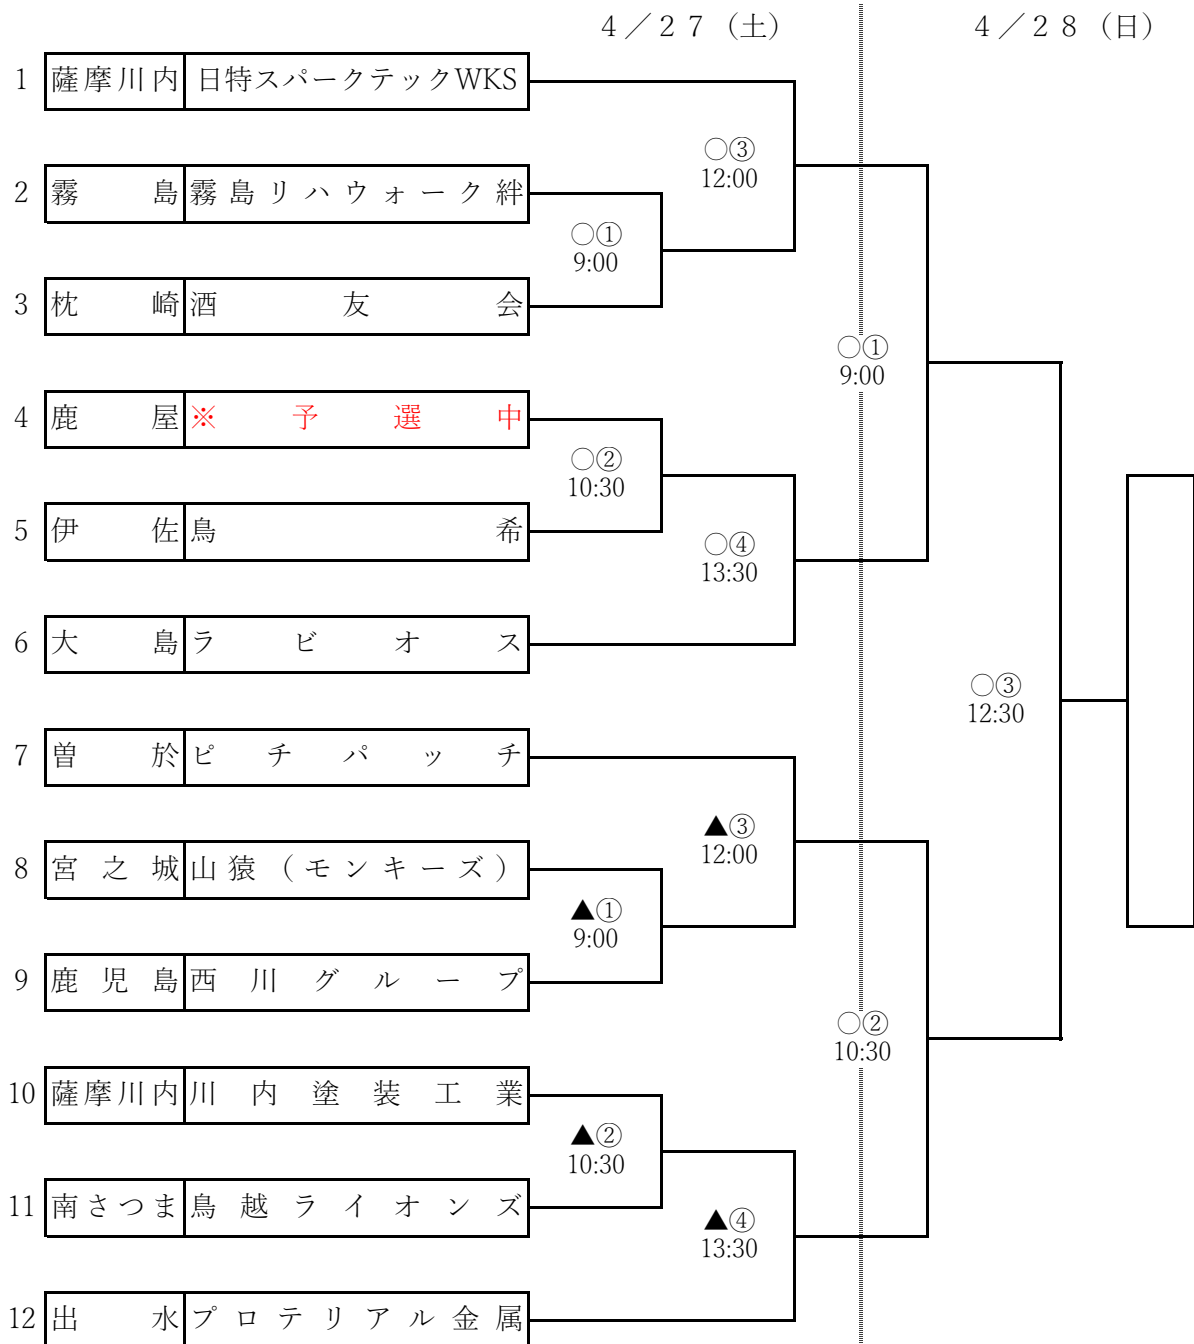 4／27（土）
4／28（日）
1 薩摩川内 日特スパークテックWKS
○③
12:00
2 霧島 霧島リハウォーク絆
○①
9:00
3 枕崎 酒友会
○①
9:00
4 鹿屋 ※予選中
○②
10:30
5 伊佐 鳥希
○④
13:30
6 大島 ラビオス
○③
12:30
7 曽於 ピチパッチ
▲③
12:00
8 宮之城 山猿（モンキーズ）
▲①
9:00
9 鹿児島 西川グループ
○②
10:30
10 薩摩川内 川内塗装工業
▲②
10:30
11 南さつま 鳥越ライオンズ
▲④
13:30
12 出水 プロテリアル金属